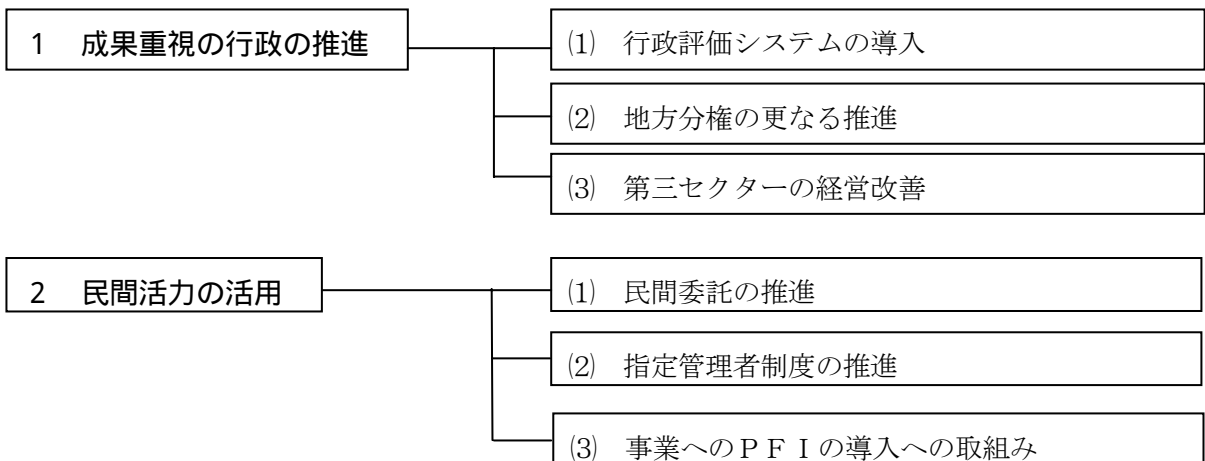 1 成果重視の行政の推進
⑴ 行政評価システムの導入
⑵ 地方分権の更なる推進
⑶ 第三セクターの経営改善
2 民間活力の活用
⑴ 民間委託の推進
⑵ 指定管理者制度の推進
⑶ 事業へのＰＦＩの導入への取組み